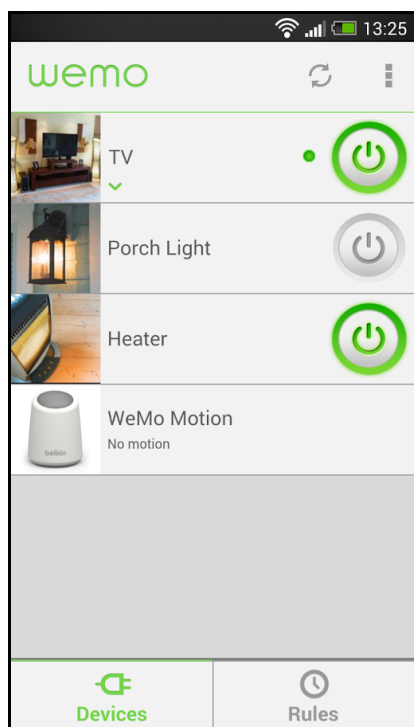 13:25
wemo
TV
Porch Light
Heater
WeMo Motion
No motion
belkin
Devices
Rules